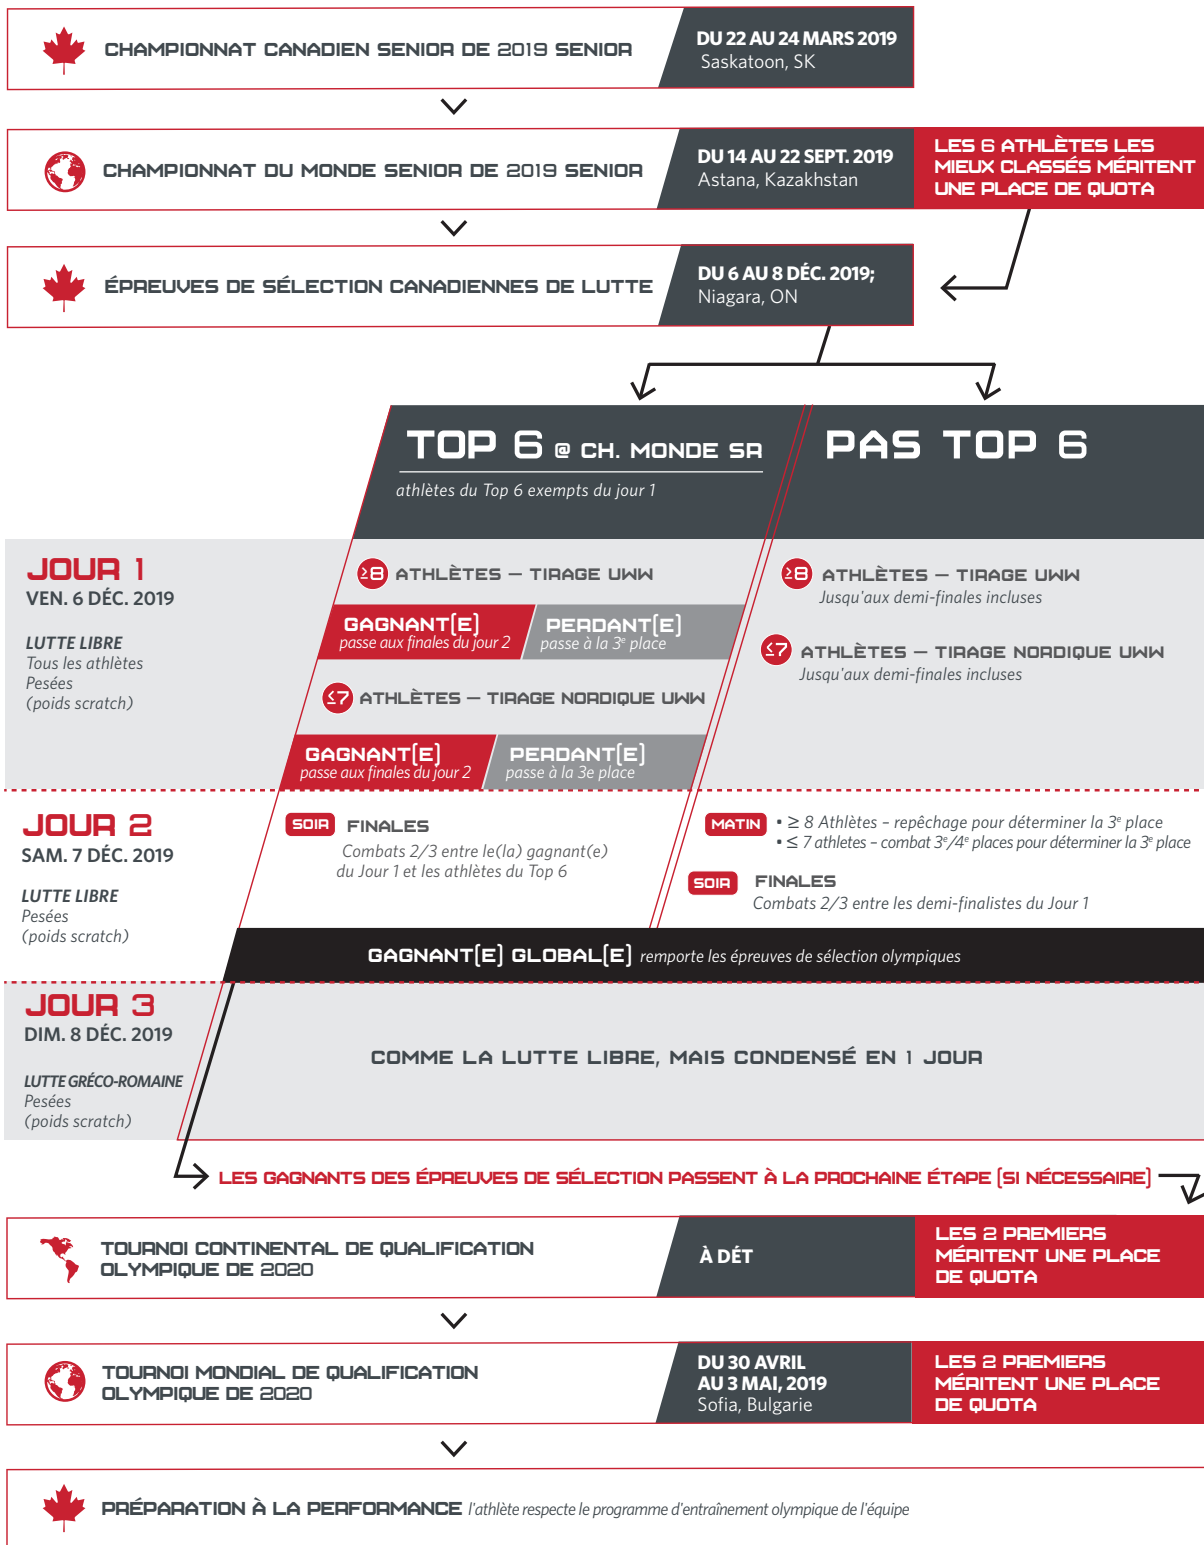 CHAMPIONNAT CANADIEN SENIOR DE 2019 SENIOR
DU 22 AU 24 MARS 2019
Saskatoon, SK
CHAMPIONNAT DU MONDE SENIOR DE 2019 SENIOR
DU 14 AU 22 SEPT. 2019
Astana, Kazakhstan
LES 6 ATHLÈTES LES
MIEUX CLASSÉS MÉRITENT
UNE PLACE DE QUOTA
ÉPREUVES DE SÉLECTION CANADIENNES DE LUTTE
DU 6 AU 8 DÉC. 2019;
Niagara, ON
TOP 6 @ CH. MONDE SR
athlètes du Top 6 exempts du jour 1
PAS TOP 6
JOUR 1
VEN. 6 DÉC. 2019
LUTTE LIBRE
Tous les athlètes
Pesées
(poids scratch)
≥8 ATHLÈTES – TIRAGE UWW
GAGNANT(E)
passe aux finales du jour 2
PERDANT(E)
passe à la 3e place
≤7 ATHLÈTES – TIRAGE NORDIQUE UWW
GAGNANT(E)
passe aux finales du jour 2
PERDANT(E)
passe à la 3e place
≥8 ATHLÈTES – TIRAGE UWW
Jusqu'aux demi-finales incluses
≤7 ATHLÈTES – TIRAGE NORDIQUE UWW
Jusqu'aux demi-finales incluses
JOUR 2
SAM. 7 DÉC. 2019
LUTTE LIBRE
Pesées
(poids scratch)
SOIR FINALES
Combats 2/3 entre le(la) gagnant(e)
du Jour 1 et les athlètes du Top 6
MATIN • ≥ 8 Athlètes – repêchage pour déterminer la 3e place
• ≤ 7 athletes – combat 3e/4e places pour déterminer la 3e place
SOIR FINALES
Combats 2/3 entre les demi-finalistes du Jour 1
GAGNANT(E) GLOBAL(E) remporte les épreuves de sélection olympiques
JOUR 3
DIM. 8 DÉC. 2019
LUTTE GRÉCO-ROMAINE
Pesées
(poids scratch)
COMME LA LUTTE LIBRE, MAIS CONDENSÉ EN 1 JOUR
LES GAGNANTS DES ÉPREUVES DE SÉLECTION PASSENT À LA PROCHAINE ÉTAPE (SI NÉCESSAIRE)
TOURNOI CONTINENTAL DE QUALIFICATION
OLYMPIQUE DE 2020
À DÉT
LES 2 PREMIERS
MÉRITENT UNE PLACE
DE QUOTA
TOURNOI MONDIAL DE QUALIFICATION
OLYMPIQUE DE 2020
DU 30 AVRIL
AU 3 MAI, 2019
Sofia, Bulgarie
LES 2 PREMIERS
MÉRITENT UNE PLACE
DE QUOTA
PRÉPARATION À LA PERFORMANCE l'athlète respecte le programme d'entraînement olympique de l'équipe